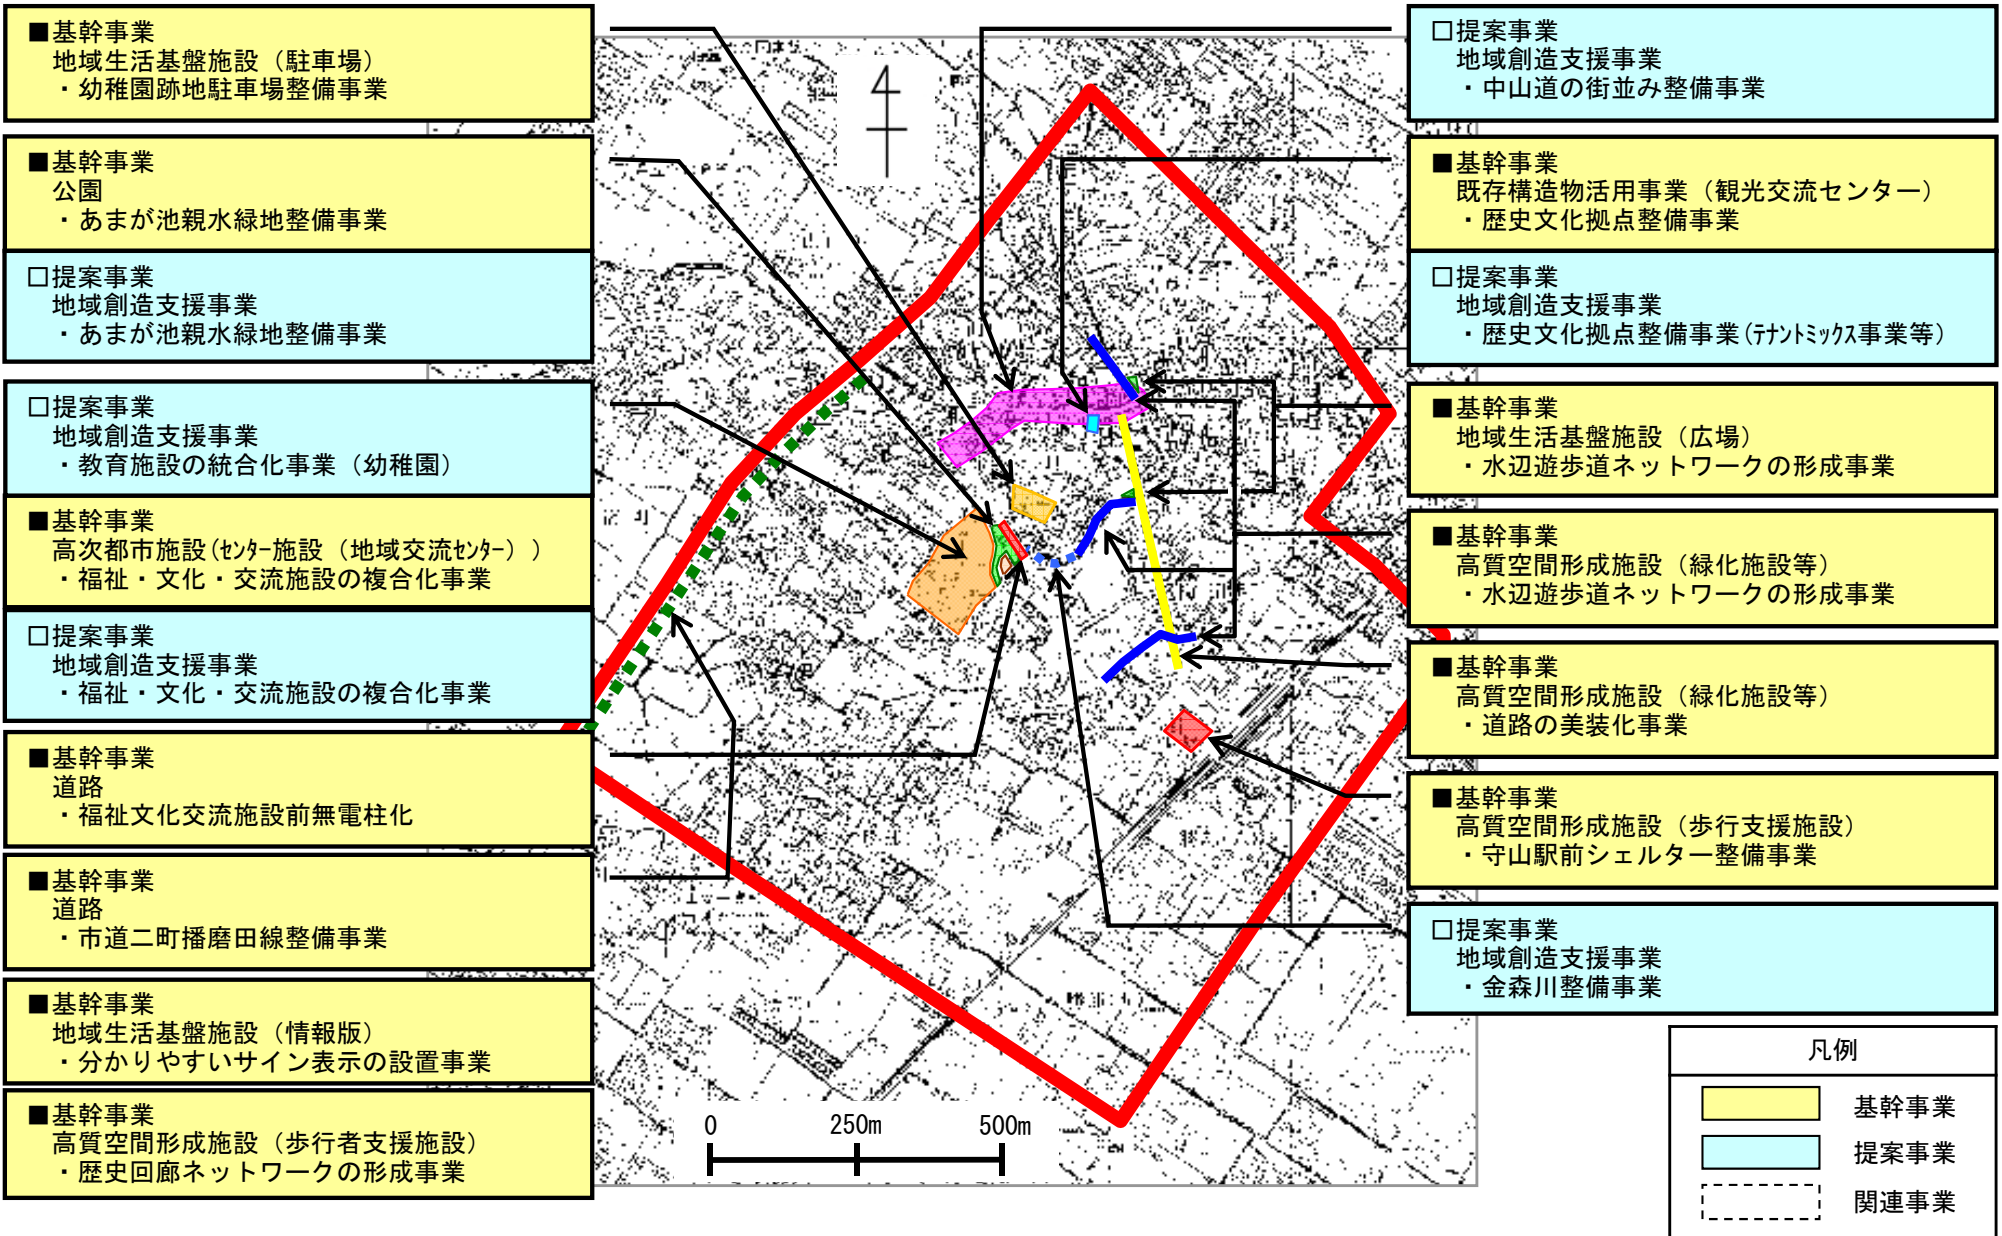 ■基幹事業
地域生活基盤施設（駐車場）
・幼稚園跡地駐車場整備事業
■基幹事業
公園
・あまが池親水緑地整備事業
□提案事業
地域創造支援事業
・あまが池親水緑地整備事業
□提案事業
地域創造支援事業
・教育施設の統合化事業（幼稚園）
■基幹事業
高次都市施設(ｾﾝﾀｰ施設（地域交流ｾﾝﾀｰ）)
・福祉・文化・交流施設の複合化事業
□提案事業
地域創造支援事業
・福祉・文化・交流施設の複合化事業
■基幹事業
道路
・福祉文化交流施設前無電柱化
■基幹事業
道路
・市道二町播磨田線整備事業
■基幹事業
地域生活基盤施設（情報版）
・分かりやすいサイン表示の設置事業
■基幹事業
高質空間形成施設（歩行者支援施設）
・歴史回廊ネットワークの形成事業
□提案事業
地域創造支援事業
・中山道の街並み整備事業
■基幹事業
既存構造物活用事業（観光交流センター）
・歴史文化拠点整備事業
□提案事業
地域創造支援事業
・歴史文化拠点整備事業(ﾃﾅﾝﾄﾐｯｸｽ事業等)
■基幹事業
地域生活基盤施設（広場）
・水辺遊歩道ネットワークの形成事業
■基幹事業
高質空間形成施設（緑化施設等）
・水辺遊歩道ネットワークの形成事業
■基幹事業
高質空間形成施設（緑化施設等）
・道路の美装化事業
■基幹事業
高質空間形成施設（歩行支援施設）
・守山駅前シェルター整備事業
□提案事業
地域創造支援事業
・金森川整備事業
0 250m 500m
凡例
基幹事業
提案事業
関連事業